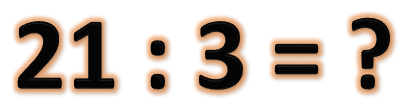 21 : 3 = ?